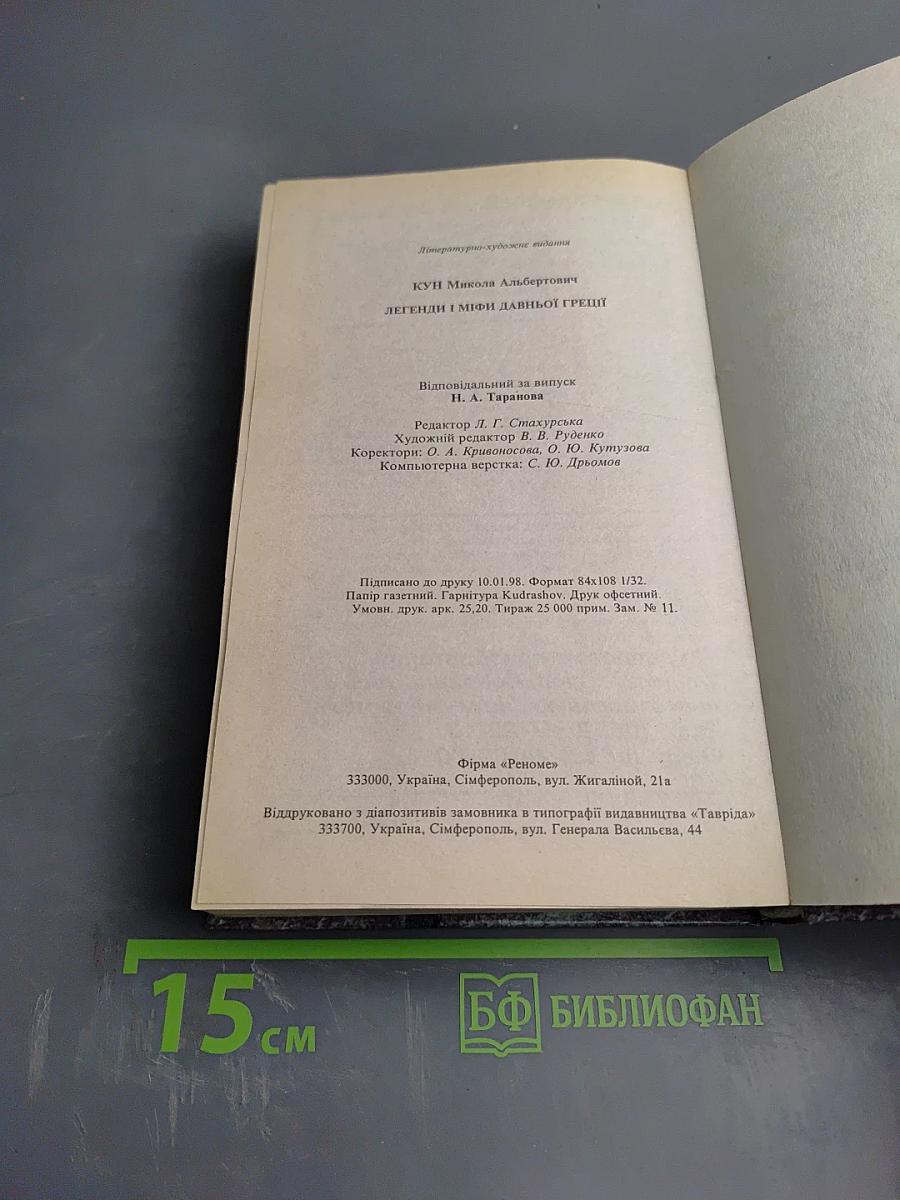 Літературно-художнє видання
КУН Микола Альбертович
ЛЕГЕНДИ І МІФИ ДАВНЬОЇ ГРЕЦІЇ
Відповідальний за випуск
Н. А. Таранова
Редактор Л. Г. Стахурська
Художній редактор В. В. Руденко
Коректори: О. А. Кривоносова, О. Ю. Кутузова
Компьютерна верстка: С. Ю. Дрьомов
Підписано до друку 10.01.98. Формат 84х108 1/32.
Папір газетний. Гарнітура Kudrashov. Друк офсетний.
Умовн. друк. арк. 25,20. Тираж 25 000 прим. Зам. № 11.
Фірма «Реноме»
333000, Україна, Сімферополь, вул. Жигаліной, 21а
Віддруковано з діапозитивів замовника в типографії видавництва «Тавріда»
333700, Україна, Сімферополь, вул. Генерала Васильєва, 44
15 см
БФ БИБЛИОФАН